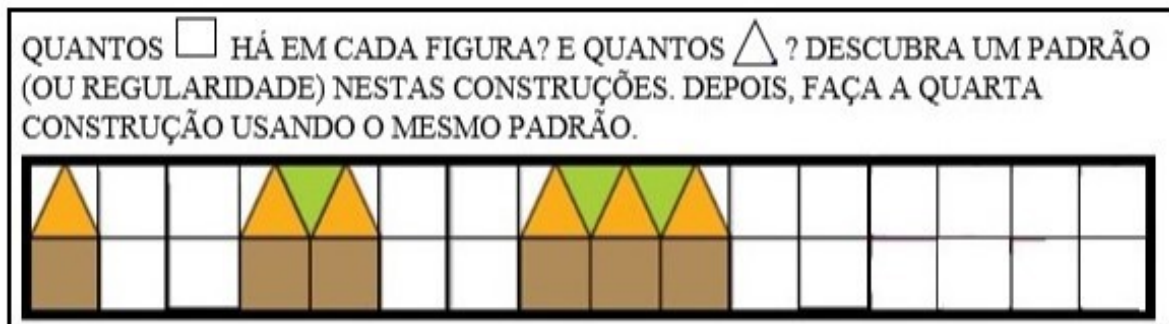 QUANTOS HÁ EM CADA FIGURA? E QUANTOS ? DESCUBRA UM PADRÃO
(OU REGULARIDADE) NESTAS CONSTRUÇÕES. DEPOIS, FAÇA A QUARTA
CONSTRUÇÃO USANDO O MESMO PADRÃO.